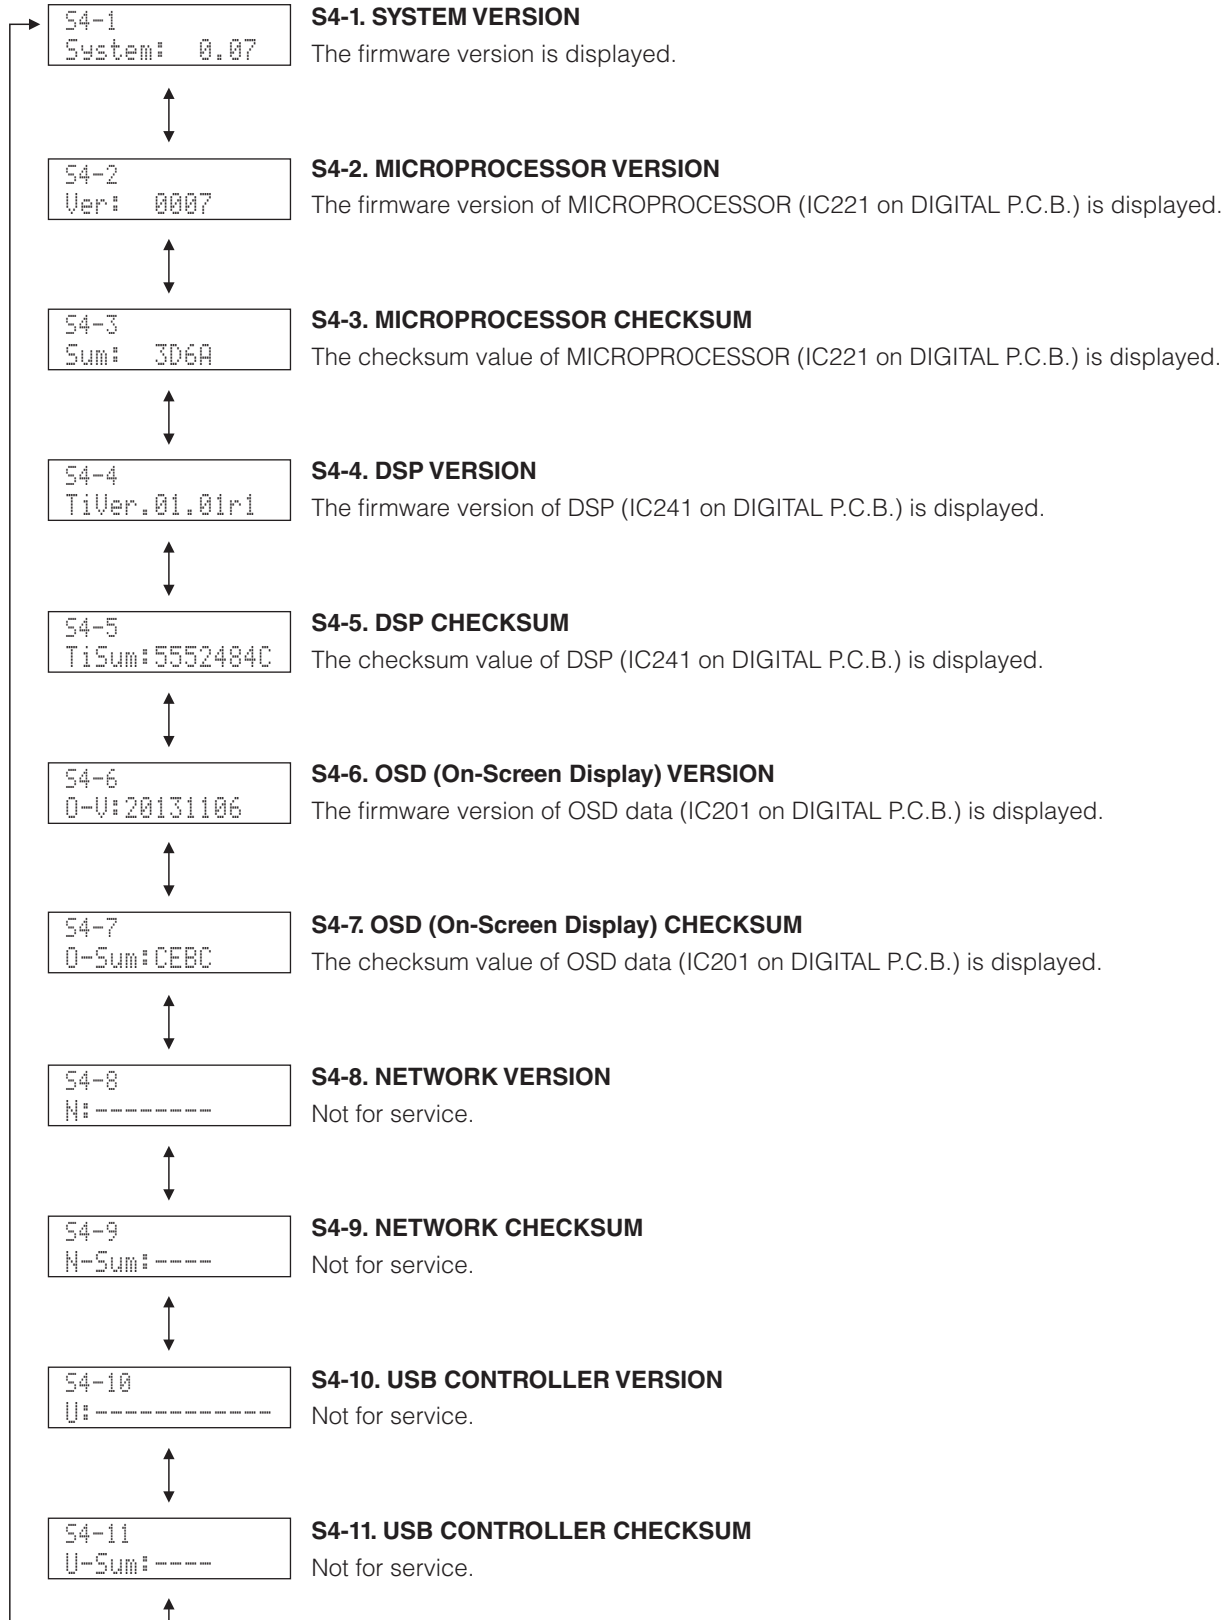 S4-1
System: 0.07
S4-1. SYSTEM VERSION
The firmware version is displayed.
S4-2
Ver: 0007
S4-2. MICROPROCESSOR VERSION
The firmware version of MICROPROCESSOR (IC221 on DIGITAL P.C.B.) is displayed.
S4-3
Sum: 3D6A
S4-3. MICROPROCESSOR CHECKSUM
The checksum value of MICROPROCESSOR (IC221 on DIGITAL P.C.B.) is displayed.
S4-4
TiVer.01.01r1
S4-4. DSP VERSION
The firmware version of DSP (IC241 on DIGITAL P.C.B.) is displayed.
S4-5
TiSum:5552484C
S4-5. DSP CHECKSUM
The checksum value of DSP (IC241 on DIGITAL P.C.B.) is displayed.
S4-6
O-V:20131106
S4-6. OSD (On-Screen Display) VERSION
The firmware version of OSD data (IC201 on DIGITAL P.C.B.) is displayed.
S4-7
O-Sum:CEBC
S4-7. OSD (On-Screen Display) CHECKSUM
The checksum value of OSD data (IC201 on DIGITAL P.C.B.) is displayed.
S4-8
N:--------
S4-8. NETWORK VERSION
Not for service.
S4-9
N-Sum:----
S4-9. NETWORK CHECKSUM
Not for service.
S4-10
U:------------
S4-10. USB CONTROLLER VERSION
Not for service.
S4-11
U-Sum:----
S4-11. USB CONTROLLER CHECKSUM
Not for service.